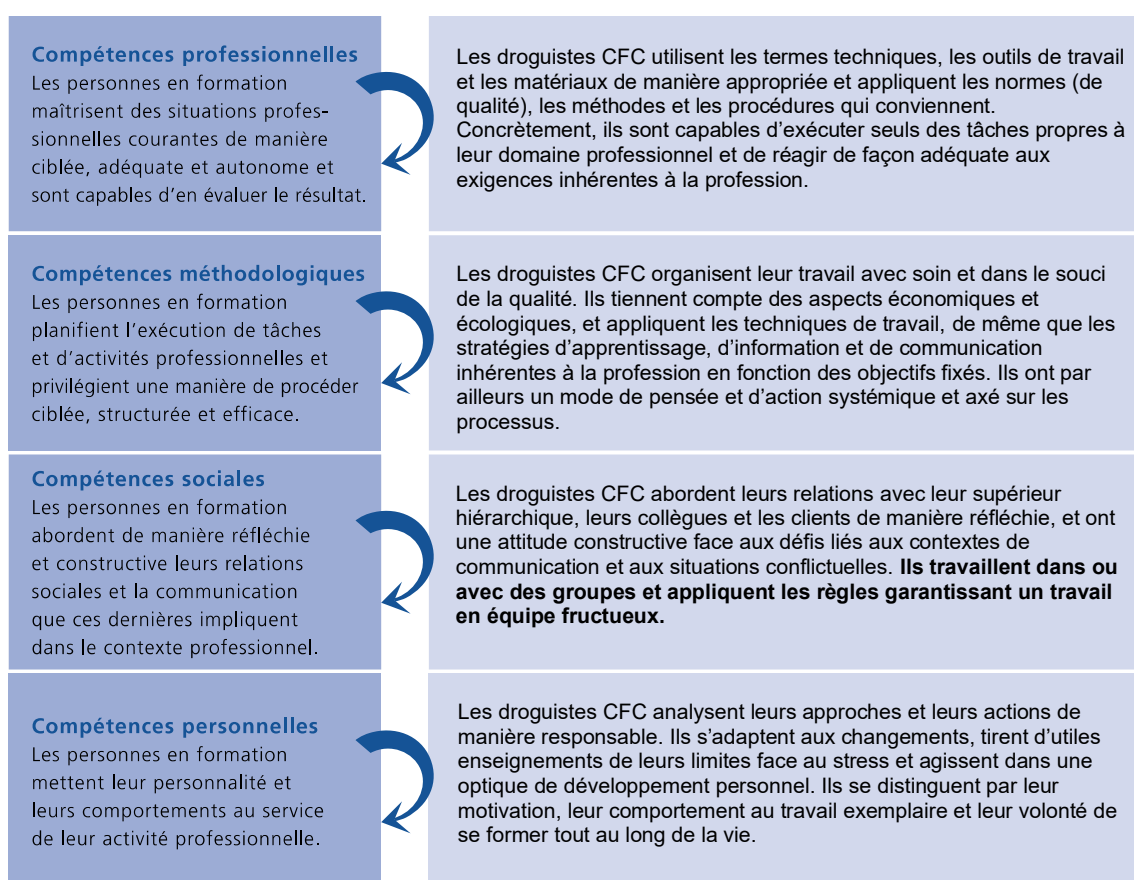 Compétences professionnelles
Les personnes en formation
maîtrisent des situations profes-
sionnelles courantes de manière
ciblée, adéquate et autonome et
sont capables d'en évaluer le résultat.
Les droguistes CFC utilisent les termes techniques, les outils de travail
et les matériaux de manière appropriée et appliquent les normes (de
qualité), les méthodes et les procédures qui conviennent.
Concrètement, ils sont capables d'exécuter seuls des tâches propres à
leur domaine professionnel et de réagir de façon adéquate aux
exigences inhérentes à la profession.
Compétences méthodologiques
Les personnes en formation
planifient l'exécution de tâches
et d'activités professionnelles et
privilégient une manière de procéder
ciblée, structurée et efficace.
Les droguistes CFC organisent leur travail avec soin et dans le souci
de la qualité. Ils tiennent compte des aspects économiques et
écologiques, et appliquent les techniques de travail, de même que les
stratégies d'apprentissage, d'information et de communication
inhérentes à la profession en fonction des objectifs fixés. Ils ont par
ailleurs un mode de pensée et d'action systémique et axé sur les
processus.
Compétences sociales
Les personnes en formation
abordent de manière réfléchie
et constructive leurs relations
sociales et la communication
que ces dernières impliquent
dans le contexte professionnel.
Les droguistes CFC abordent leurs relations avec leur supérieur
hiérarchique, leurs collègues et les clients de manière réfléchie, et ont
une attitude constructive face aux défis liés aux contextes de
communication et aux situations conflictuelles. Ils travaillent dans ou
avec des groupes et appliquent les règles garantissant un travail
en équipe fructueux.
Compétences personnelles
Les personnes en formation
mettent leur personnalité et
leurs comportements au service
de leur activité professionnelle.
Les droguistes CFC analysent leurs approches et leurs actions de
manière responsable. Ils s'adaptent aux changements, tirent d'utiles
enseignements de leurs limites face au stress et agissent dans une
optique de développement personnel. Ils se distinguent par leur
motivation, leur comportement au travail exemplaire et leur volonté de
se former tout au long de la vie.